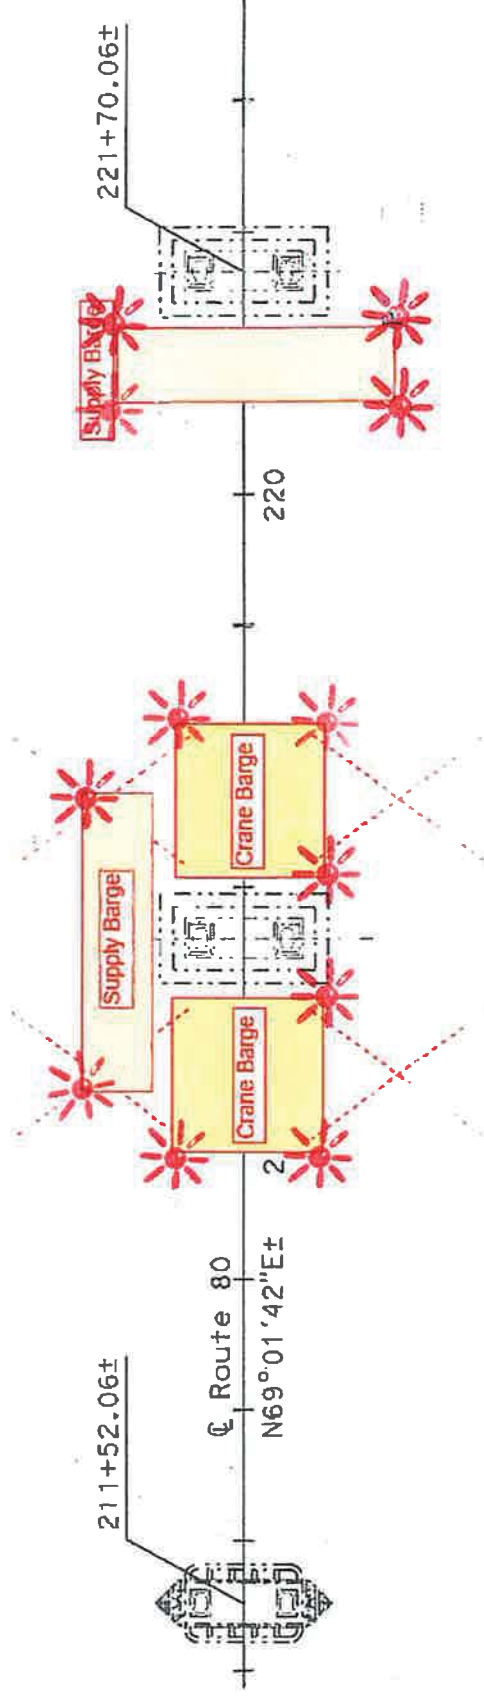 221+70.06±
Supply Barge
220
Crane Barge
Supply Barge
Crane Barge
2
℄ Route 80
N69°01'42"E±
211+52.06±